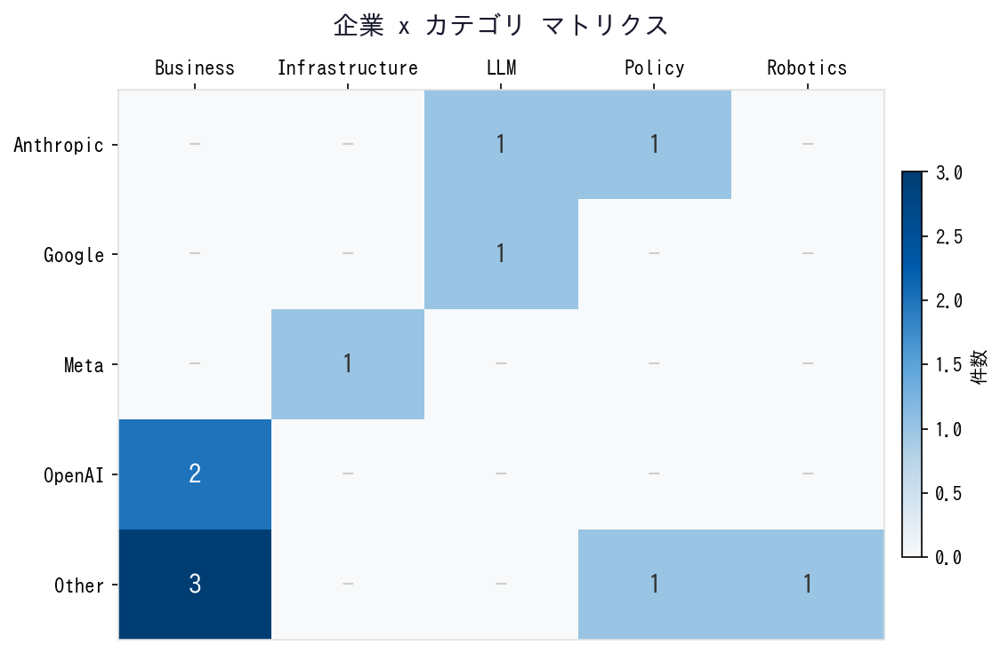 企業 x カテゴリ マトリクス
Business Infrastructure LLM Policy Robotics
Anthropic – – 1 1 –
Google – – 1 – –
Meta – 1 – – –
OpenAI 2 – – – –
Other 3 – – 1 1
3.0
2.5
2.0
1.5
1.0
0.5
0.0
件数